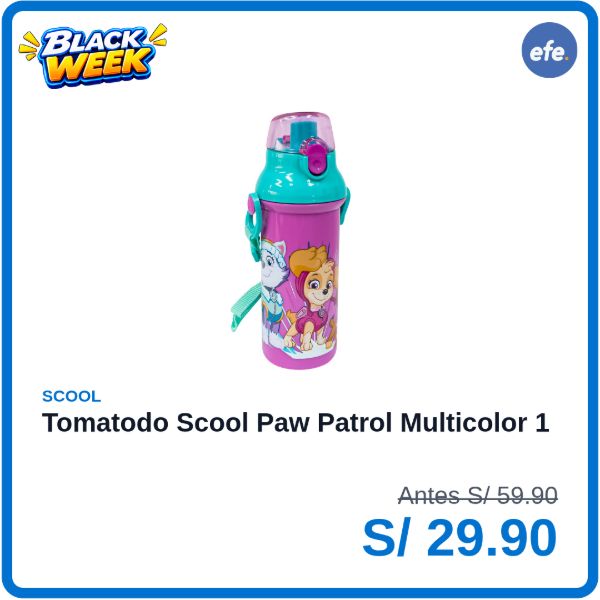 BLACK
WEEK
efe.
SCOOL
Tomatodo Scool Paw Patrol Multicolor 1
Antes S/ 59.90
S/ 29.90